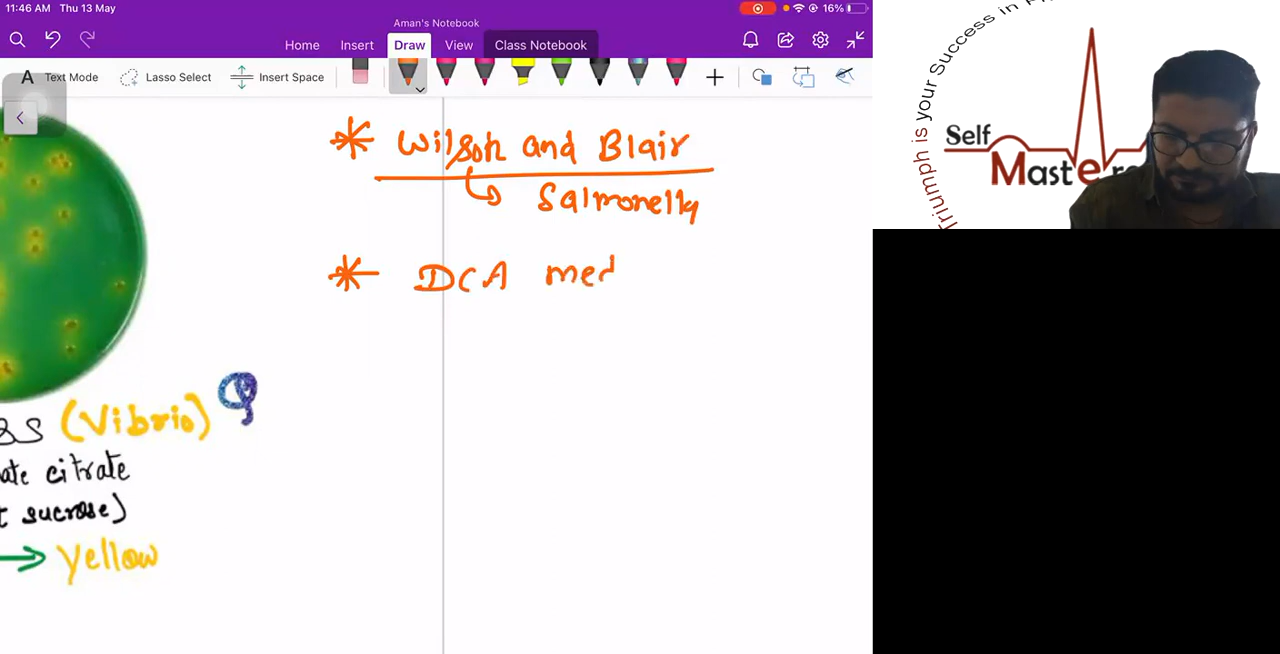 11:46 AM Thu 13 May
16%
Aman's Notebook
Home Insert Draw View Class Notebook
A Text Mode Lasso Select Insert Space
* Wilson and Blair
Salmonella
* DCA med
(Vibrio)
ate citrate
sucrose)
→ Yellow
Triumph is your Success in
Self
Master